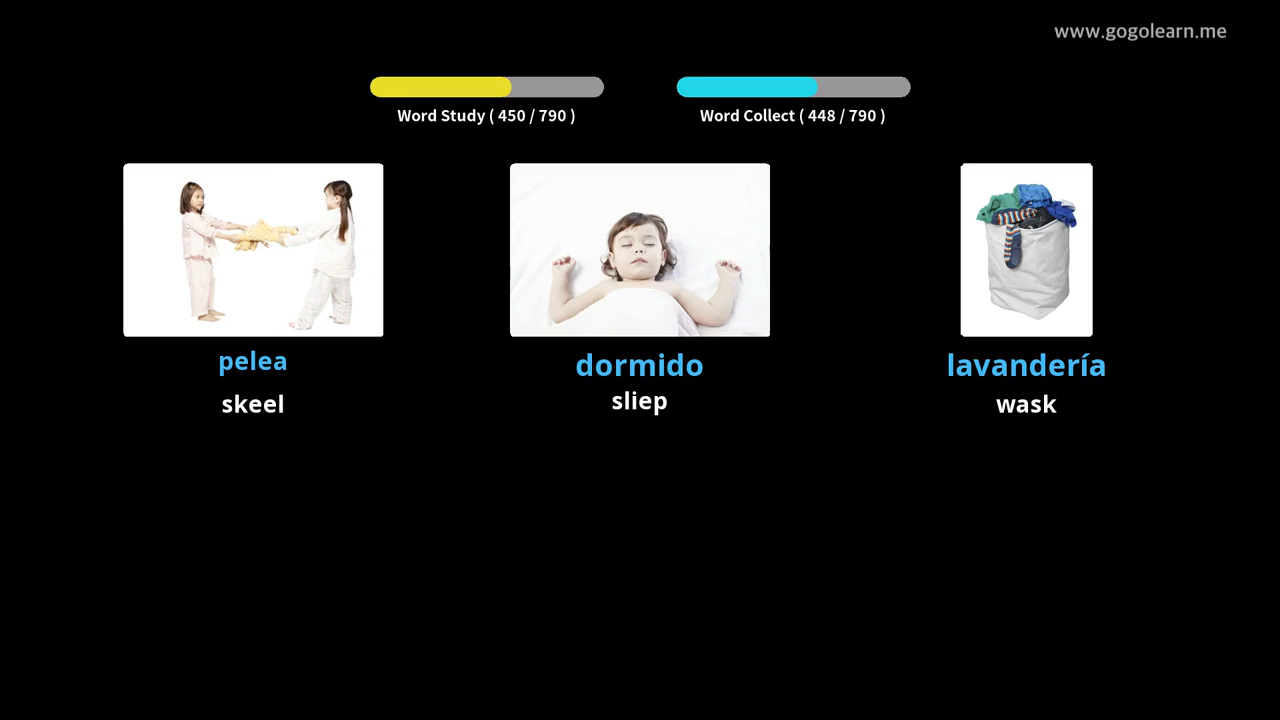 www.gogolearn.me
Word Study ( 450 / 790 )
Word Collect ( 448 / 790 )
pelea
dormido
lavandería
skeel
sliep
wask